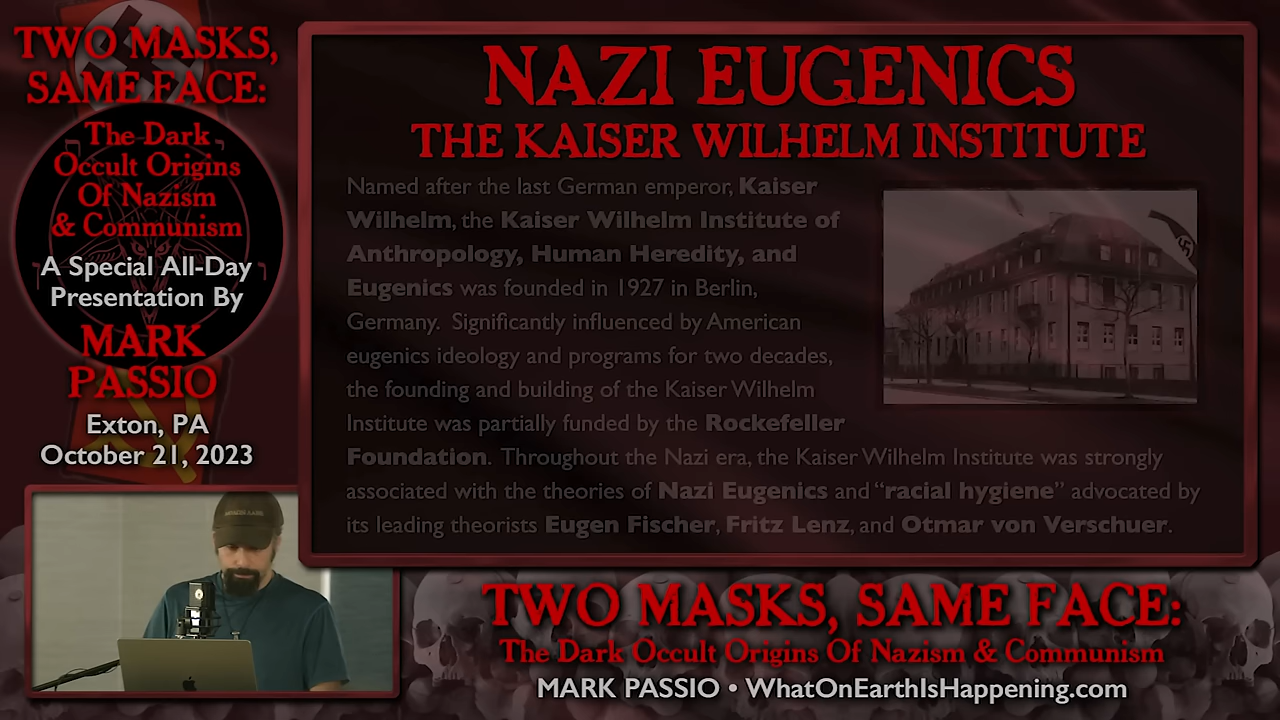 TWO MASKS,
SAME FACE:
The Dark
Occult Origins
Of Nazism
& Communism
A Special All-Day
Presentation By
MARK
PASSIO
Exton, PA
October 21, 2023
NAZI EUGENICS
THE KAISER WILHELM INSTITUTE
Named after the last German emperor, Kaiser
Wilhelm, the Kaiser Wilhelm Institute of
Anthropology, Human Heredity, and
Eugenics was founded in 1927 in Berlin,
Germany. Significantly influenced by American
eugenics ideology and programs for two decades,
the founding and building of the Kaiser Wilhelm
Institute was partially funded by the Rockefeller
Foundation. Throughout the Nazi era, the Kaiser Wilhelm Institute was strongly
associated with the theories of Nazi Eugenics and “racial hygiene” advocated by
its leading theorists Eugen Fischer, Fritz Lenz, and Otmar von Verschuer.
TWO MASKS, SAME FACE:
The Dark Occult Origins Of Nazism & Communism
MARK PASSIO • WhatOnEarthIsHappening.com